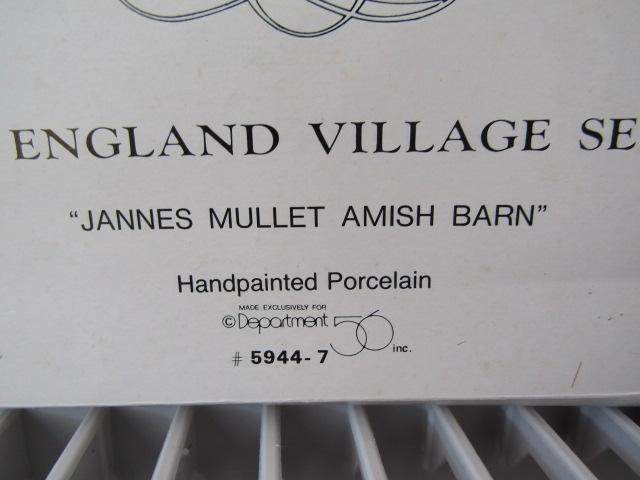 ENGLAND VILLAGE SE
"JANNES MULLET AMISH BARN"
Handpainted Porcelain
MADE EXCLUSIVELY FOR
© Department 56 inc.
# 5944-7